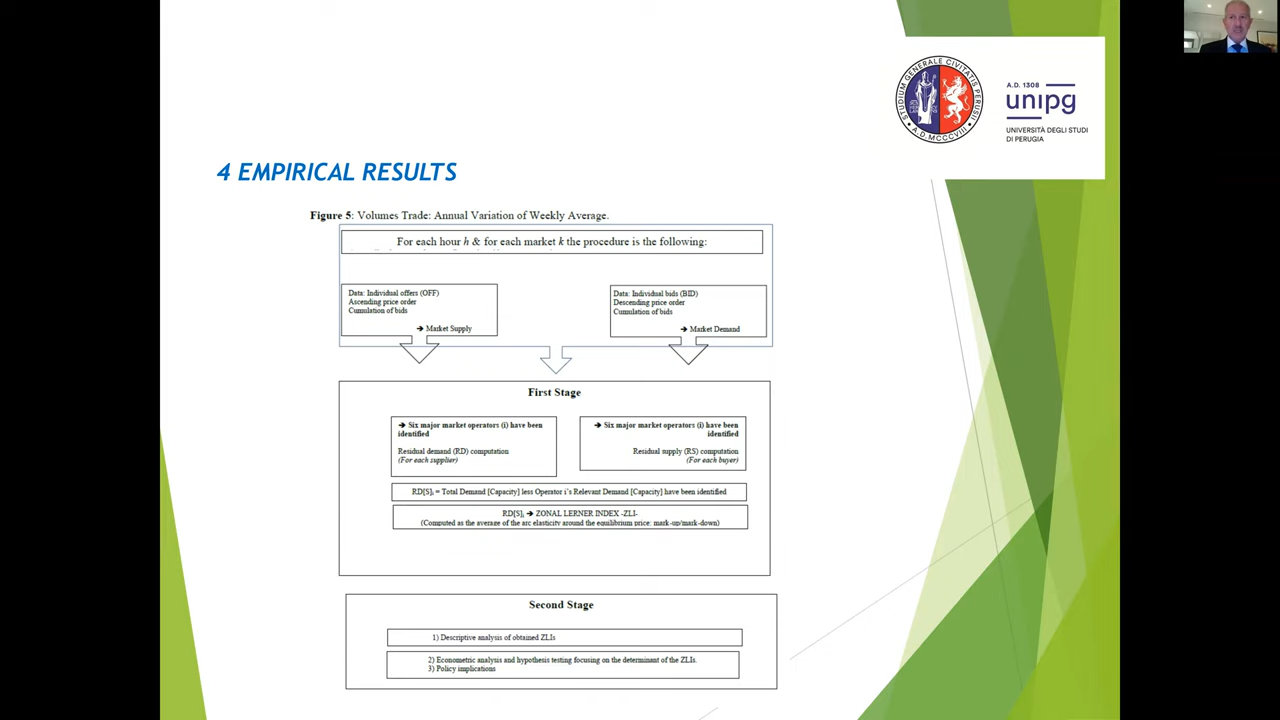 STUDIUM GENERALE CIVITATIS PERUSII
A.D. MCCCVIII
A.D. 1308
unipg
UNIVERSITÀ DEGLI STUDI
DI PERUGIA
4 EMPIRICAL RESULTS
Figure 5: Volumes Trade: Annual Variation of Weekly Average.
For each hour h & for each market k the procedure is the following:
Data: Individual offers (OFF)
Ascending price order
Cumulation of bids
➔ Market Supply
Data: Individual bids (BID)
Descending price order
Cumulation of bids
➔ Market Demand
First Stage
➔ Six major market operators (i) have been
identified
Residual demand (RD) computation
(For each supplier)
➔ Six major market operators (i) have been
identified
Residual supply (RS) computation
(For each buyer)
RD[S]ᵢ = Total Demand [Capacity] less Operator i's Relevant Demand [Capacity] have been identified
RD[S]ᵢ ➔ ZONAL LERNER INDEX -ZLI-
(Computed as the average of the arc elasticity around the equilibrium price: mark-up/mark-down)
Second Stage
1) Descriptive analysis of obtained ZLIs
2) Econometric analysis and hypothesis testing focusing on the determinant of the ZLIs.
3) Policy implications